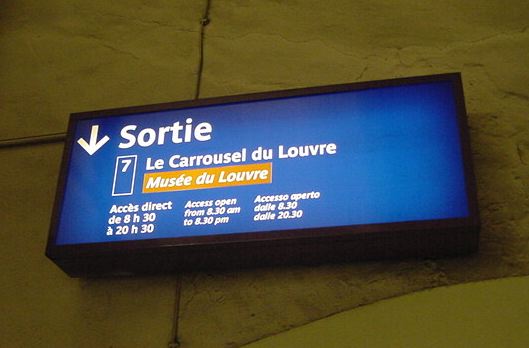 Sortie
7 Le Carrousel du Louvre
Musée du Louvre
Accès direct
de 8 h 30
à 20 h 30
Access open
from 8.30 am
to 8.30 pm
Accesso aperto
dalle 8.30
dalle 20.30